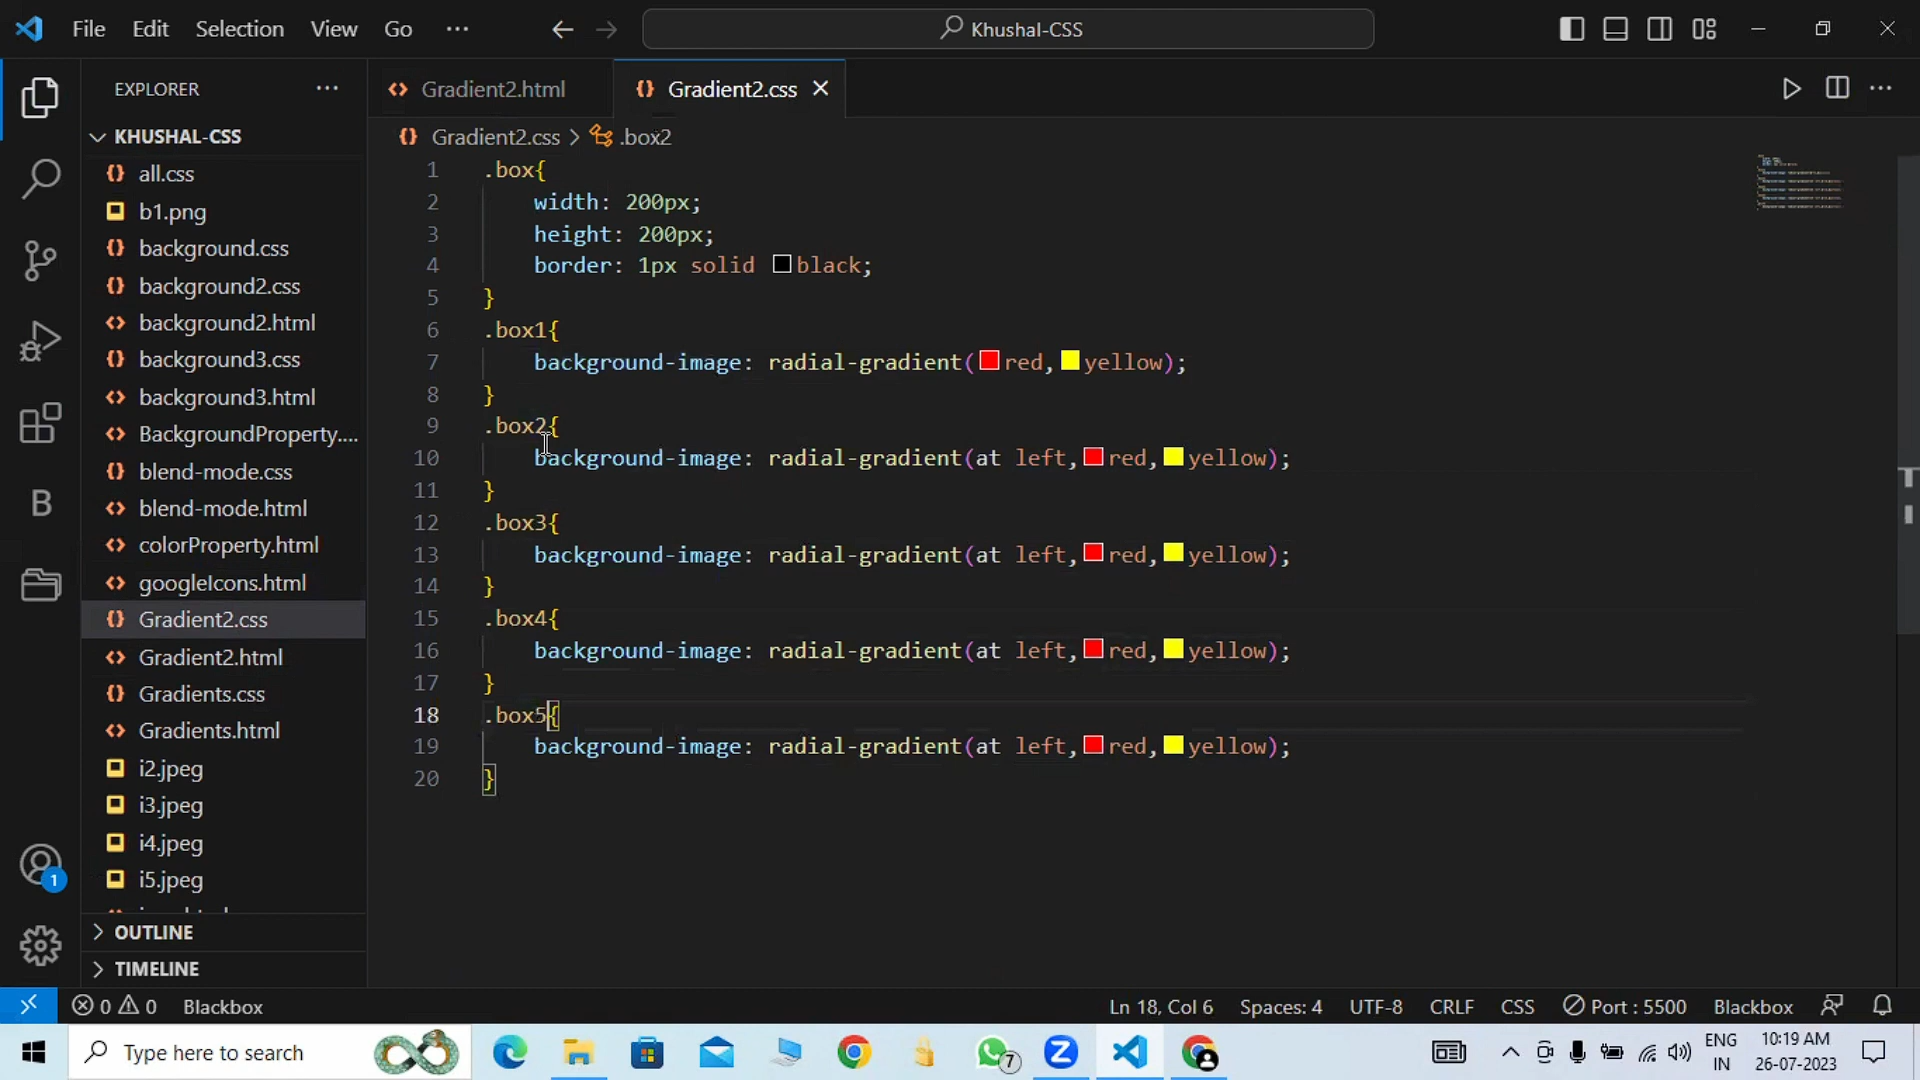 File Edit Selection View Go ···
Khushal-CSS
EXPLORER ···
KHUSHAL-CSS
all.css
b1.png
background.css
background2.css
background2.html
background3.css
background3.html
BackgroundProperty....
blend-mode.css
blend-mode.html
colorProperty.html
googleIcons.html
Gradient2.css
Gradient2.html
Gradients.css
Gradients.html
i2.jpeg
i3.jpeg
i4.jpeg
i5.jpeg
OUTLINE
TIMELINE
Gradient2.html
Gradient2.css
Gradient2.css > .box2
1 .box{
2 width: 200px;
3 height: 200px;
4 border: 1px solid black;
5 }
6 .box1{
7 background-image: radial-gradient(red,yellow);
8 }
9 .box2{
10 background-image: radial-gradient(at left,red,yellow);
11 }
12 .box3{
13 background-image: radial-gradient(at left,red,yellow);
14 }
15 .box4{
16 background-image: radial-gradient(at left,red,yellow);
17 }
18 .box5{
19 background-image: radial-gradient(at left,red,yellow);
20 }
B
1
0 0 Blackbox
Ln 18, Col 6 Spaces: 4 UTF-8 CRLF CSS Port : 5500 Blackbox
Type here to search
7
ENG
IN
10:19 AM
26-07-2023